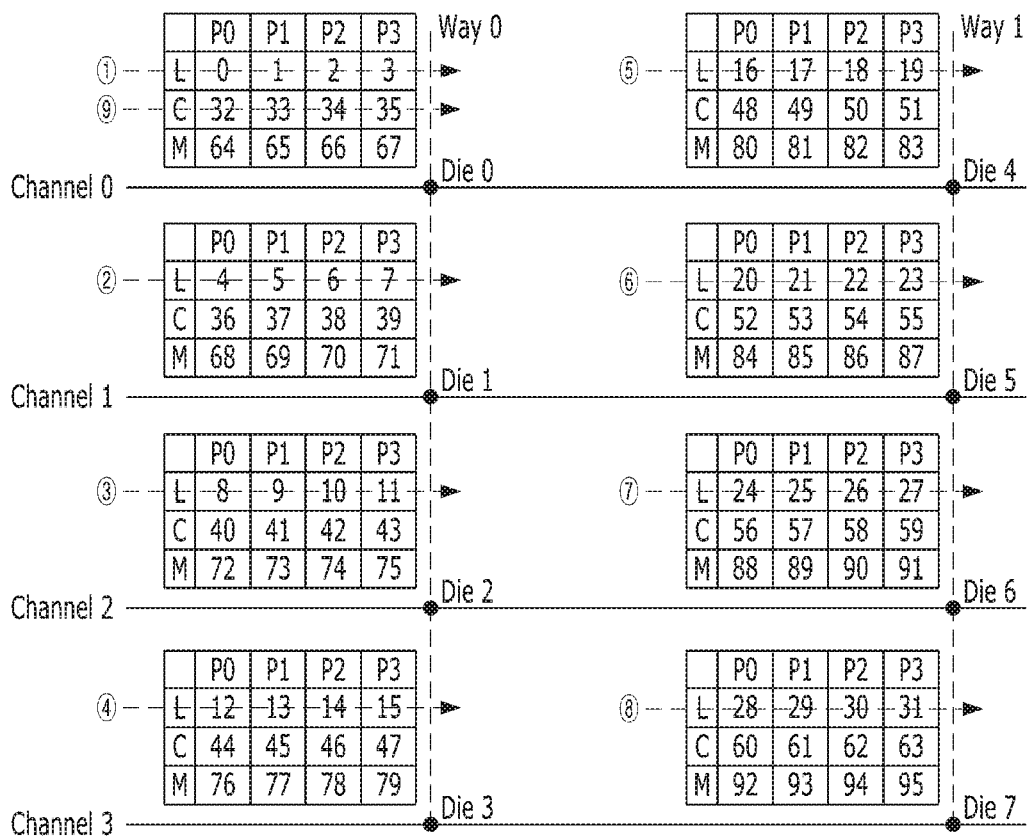 P0 P1 P2 P3 Way 0
① L 0 1 2 3
⑨ C 32 33 34 35
M 64 65 66 67
Channel 0 Die 0
P0 P1 P2 P3 Way 1
⑤ L 16 17 18 19
C 48 49 50 51
M 80 81 82 83
Die 4
P0 P1 P2 P3
② L 4 5 6 7
C 36 37 38 39
M 68 69 70 71
Channel 1 Die 1
P0 P1 P2 P3
⑥ L 20 21 22 23
C 52 53 54 55
M 84 85 86 87
Die 5
P0 P1 P2 P3
③ L 8 9 10 11
C 40 41 42 43
M 72 73 74 75
Channel 2 Die 2
P0 P1 P2 P3
⑦ L 24 25 26 27
C 56 57 58 59
M 88 89 90 91
Die 6
P0 P1 P2 P3
④ L 12 13 14 15
C 44 45 46 47
M 76 77 78 79
Channel 3 Die 3
P0 P1 P2 P3
⑧ L 28 29 30 31
C 60 61 62 63
M 92 93 94 95
Die 7